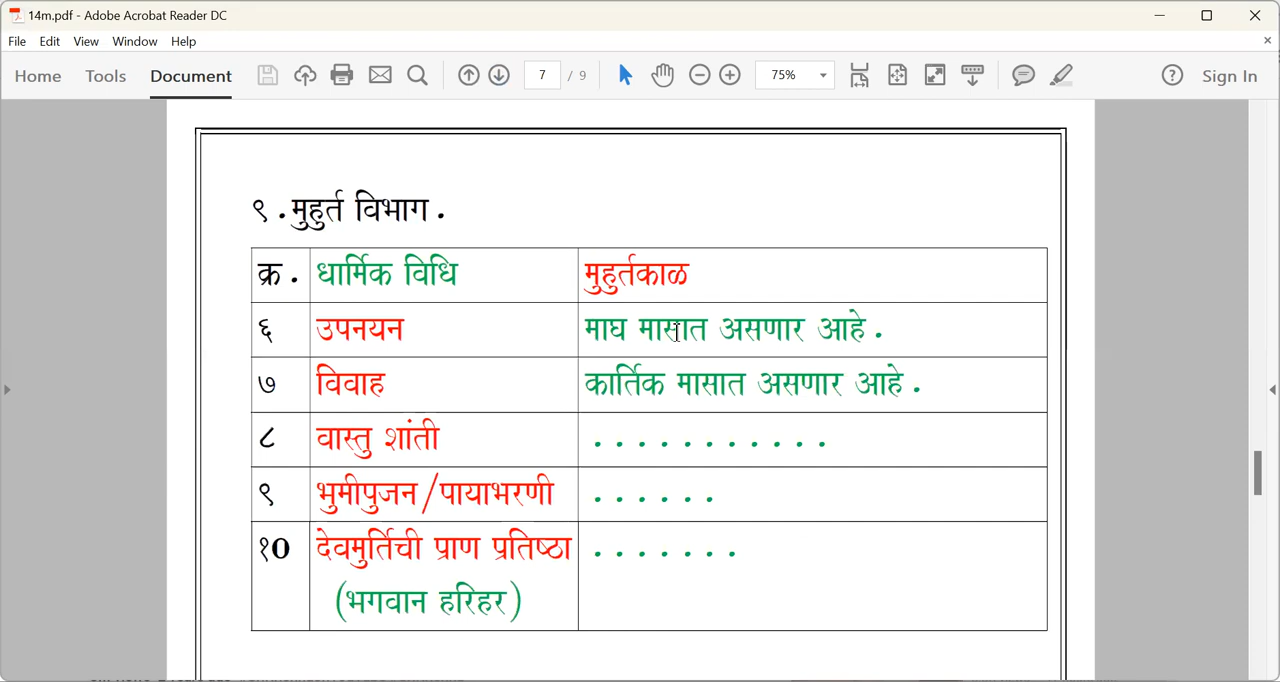 14m.pdf - Adobe Acrobat Reader DC
File Edit View Window Help
Home Tools Document 7 / 9 75% Sign In
९ .मुहुर्त विभाग .
क्र . धार्मिक विधि मुहुर्तकाळ
६ उपनयन माघ मासात असणार आहे .
७ विवाह कार्तिक मासात असणार आहे .
८ वास्तु शांती . . . . . . . . . . .
९ भुमीपुजन/पायाभरणी . . . . . .
१0 देवमुर्तिची प्राण प्रतिष्ठा . . . . . . .
(भगवान हरिहर)